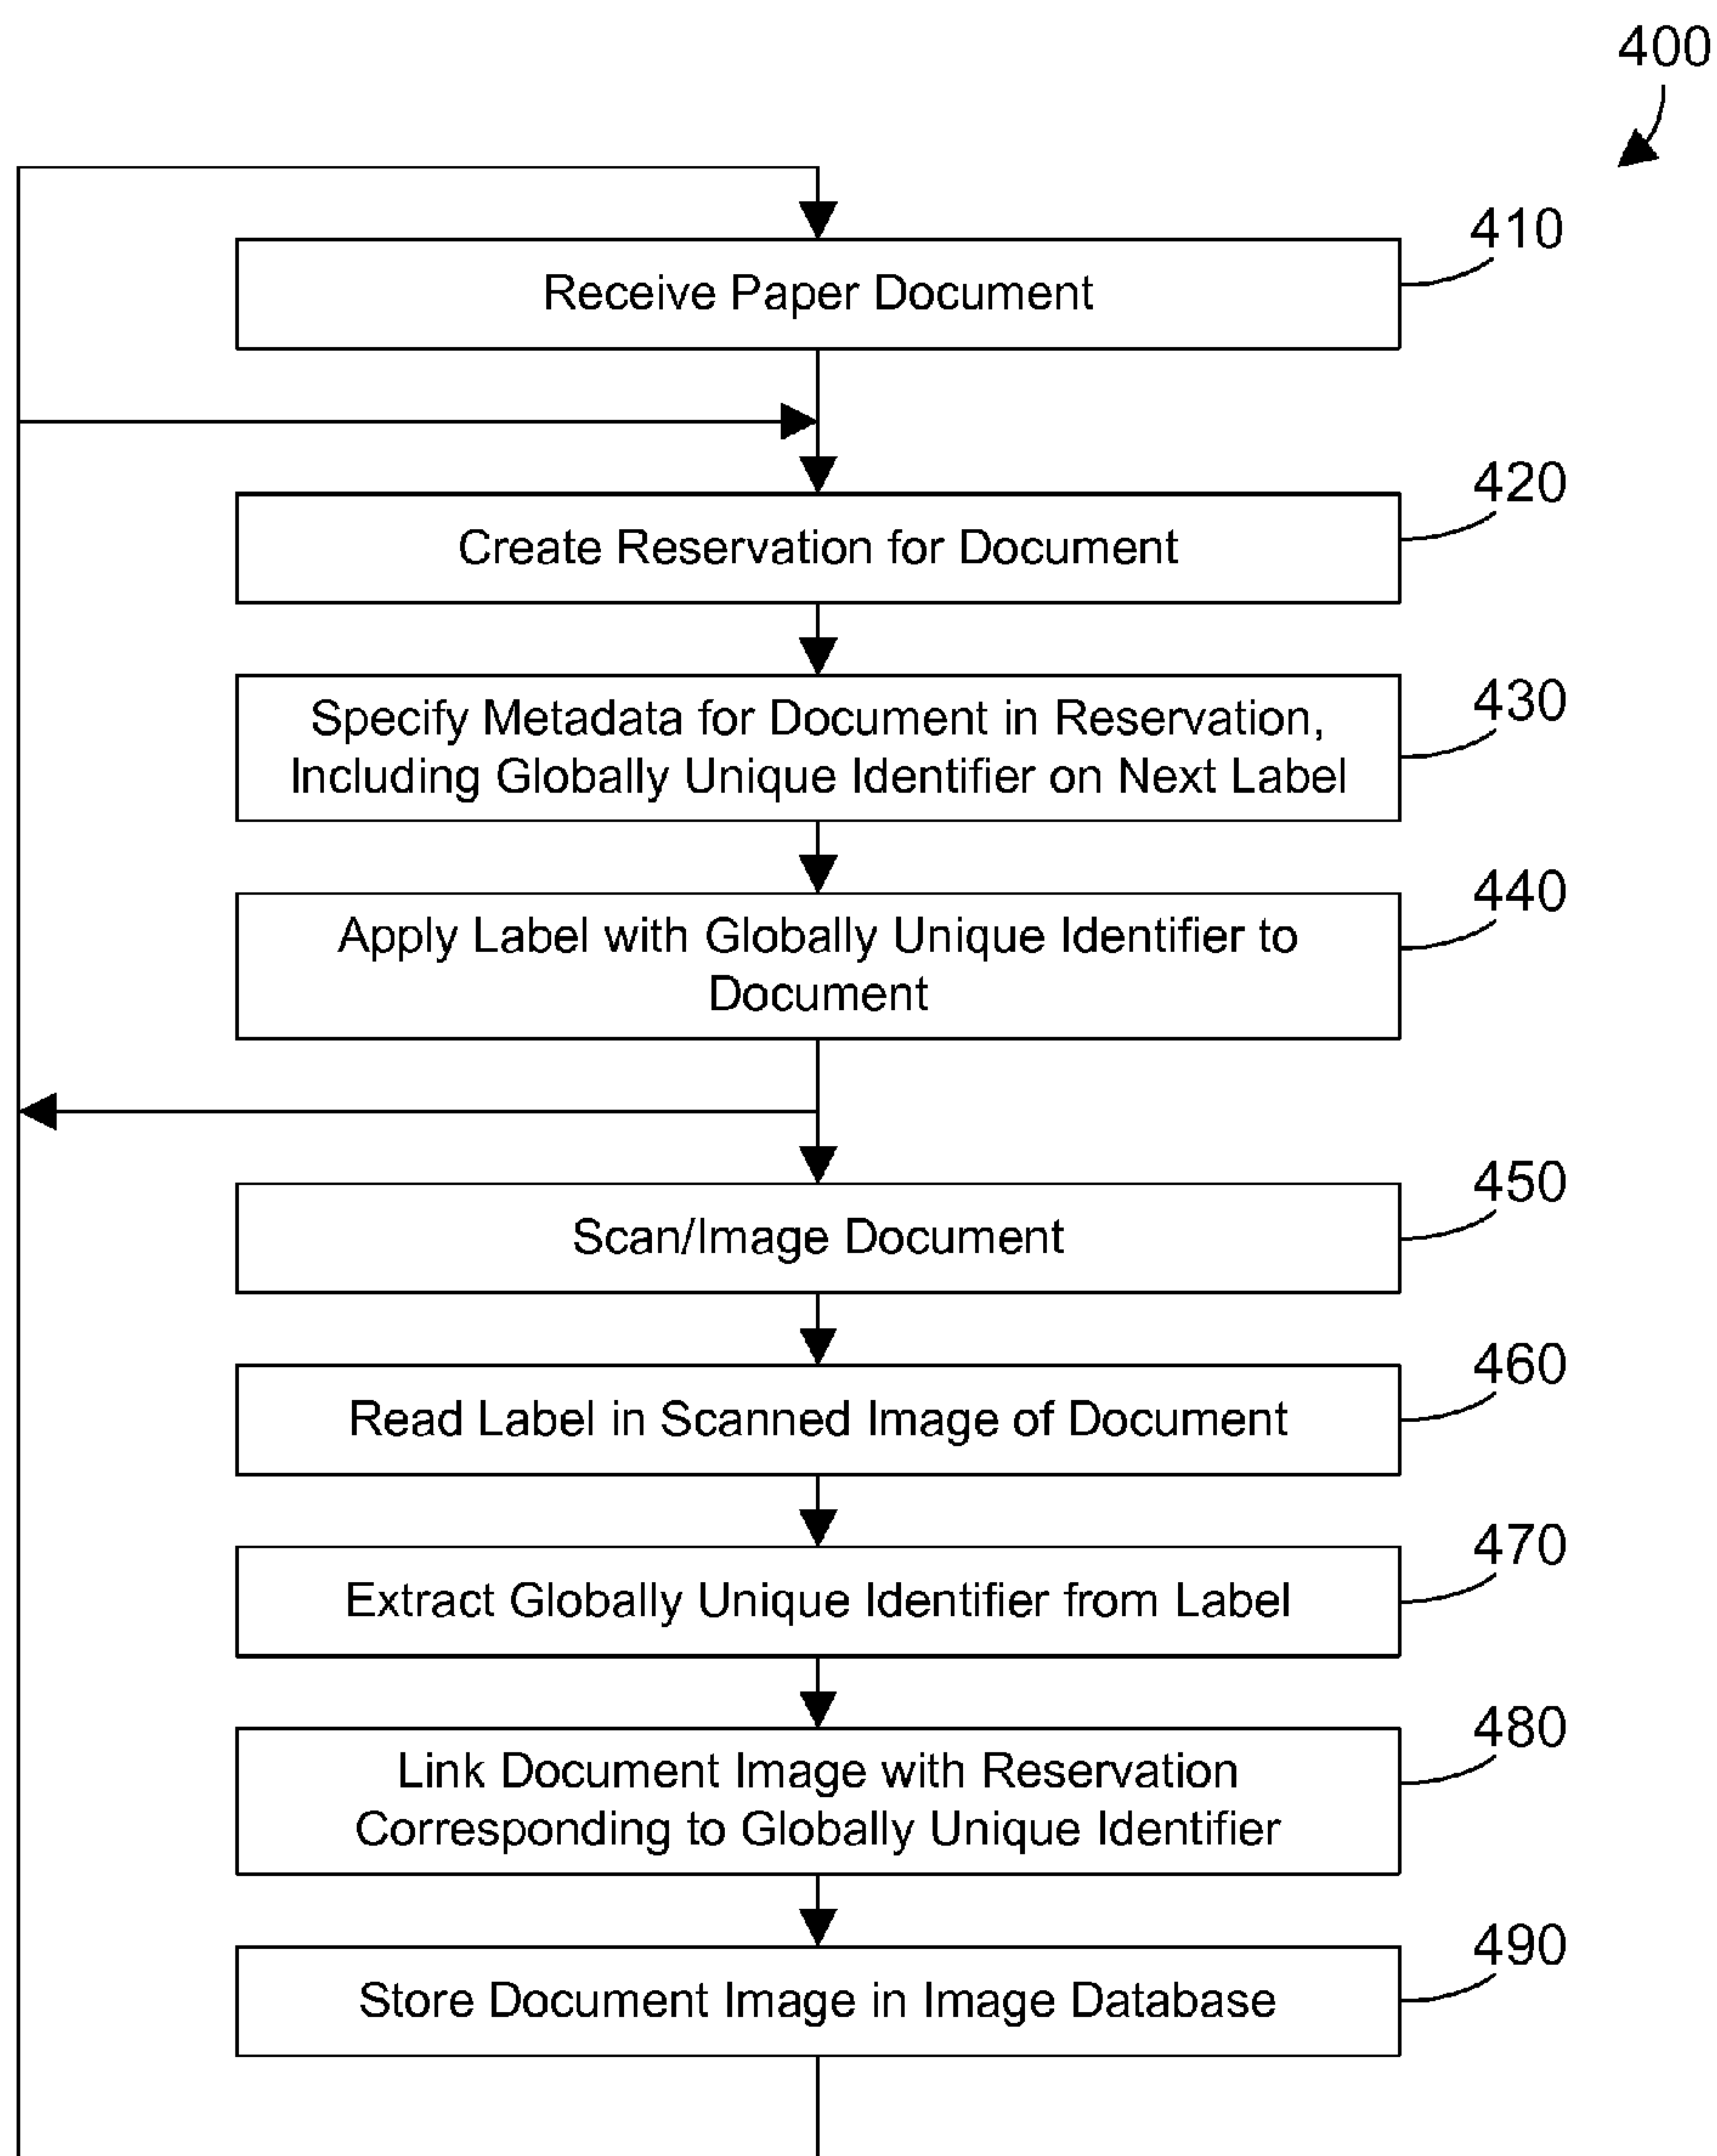 400
410
Receive Paper Document
420
Create Reservation for Document
430
Specify Metadata for Document in Reservation,
Including Globally Unique Identifier on Next Label
440
Apply Label with Globally Unique Identifier to
Document
450
Scan/Image Document
460
Read Label in Scanned Image of Document
470
Extract Globally Unique Identifier from Label
480
Link Document Image with Reservation
Corresponding to Globally Unique Identifier
490
Store Document Image in Image Database